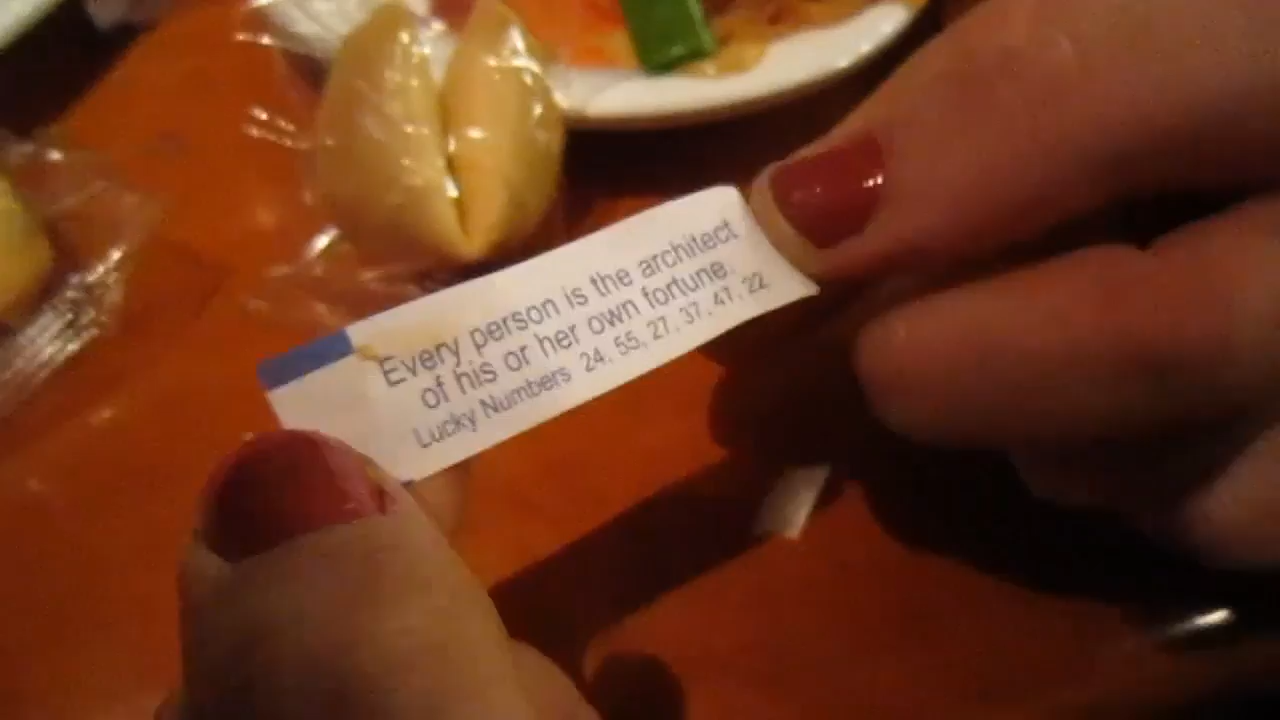 Every person is the architect
of his or her own fortune.
Lucky Numbers 24, 55, 27, 37, 47, 22